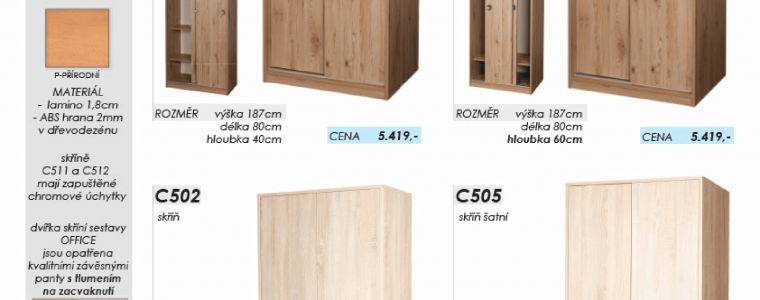 P-PŘÍRODNÍ
MATERIÁL
- lamino 1,8cm
- ABS hrana 2mm
v dřevodezénu
skříně
C511 a C512
mají zapuštěné
chromové úchytky
dvířka skříní sestavy
OFFICE
jsou opatřena
kvalitními závěsnými
panty s tlumením
na zacvaknutí
ROZMĚR výška 187cm
délka 80cm
hloubka 40cm
CENA 5.419,-
ROZMĚR výška 187cm
délka 80cm
hloubka 60cm
CENA 5.419,-
C502
skříň
C505
skříň šatní